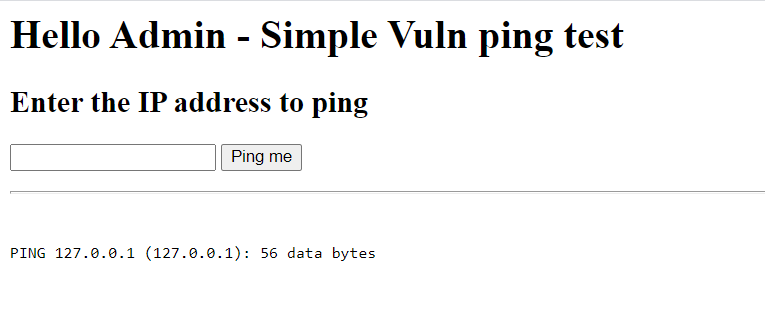 Hello Admin - Simple Vuln ping test
Enter the IP address to ping
Ping me
PING 127.0.0.1 (127.0.0.1): 56 data bytes